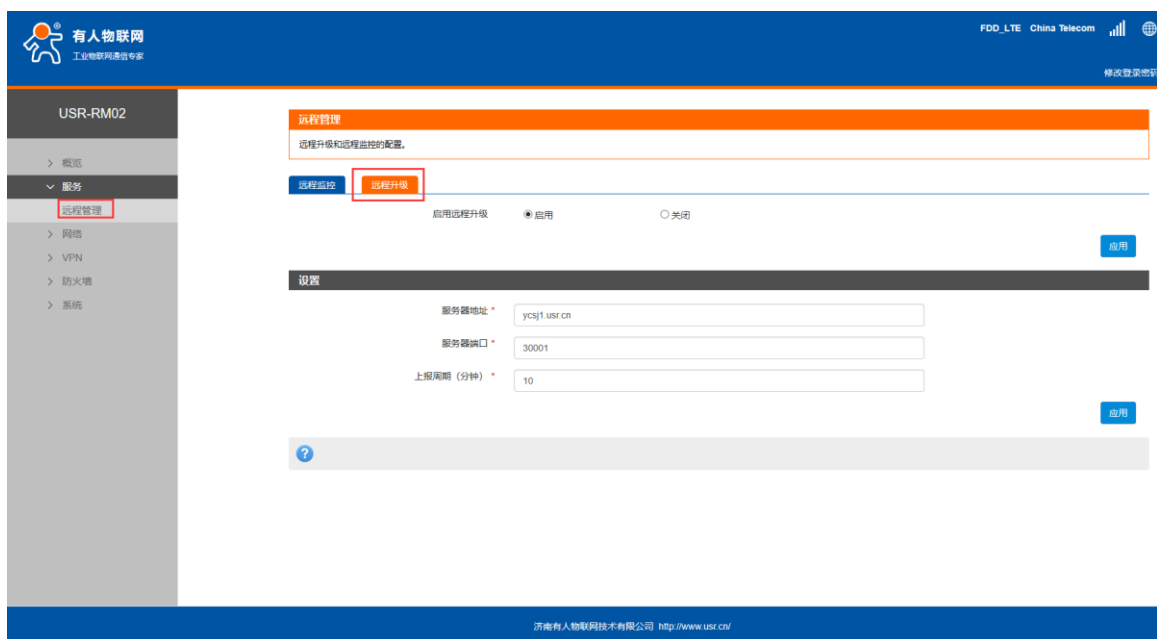 有人物联网
工业物联网通信专家
FDD_LTE China Telecom
修改登录密码
USR-RM02
概览
服务
远程管理
网络
VPN
防火墙
系统
远程管理
远程升级和远程监控的配置。
远程监控 远程升级
启用远程升级 启用 关闭
应用
设置
服务器地址 * ycsj1.usr.cn
服务器端口 * 30001
上报周期（分钟） * 10
应用
济南有人物联网技术有限公司 http://www.usr.cn/